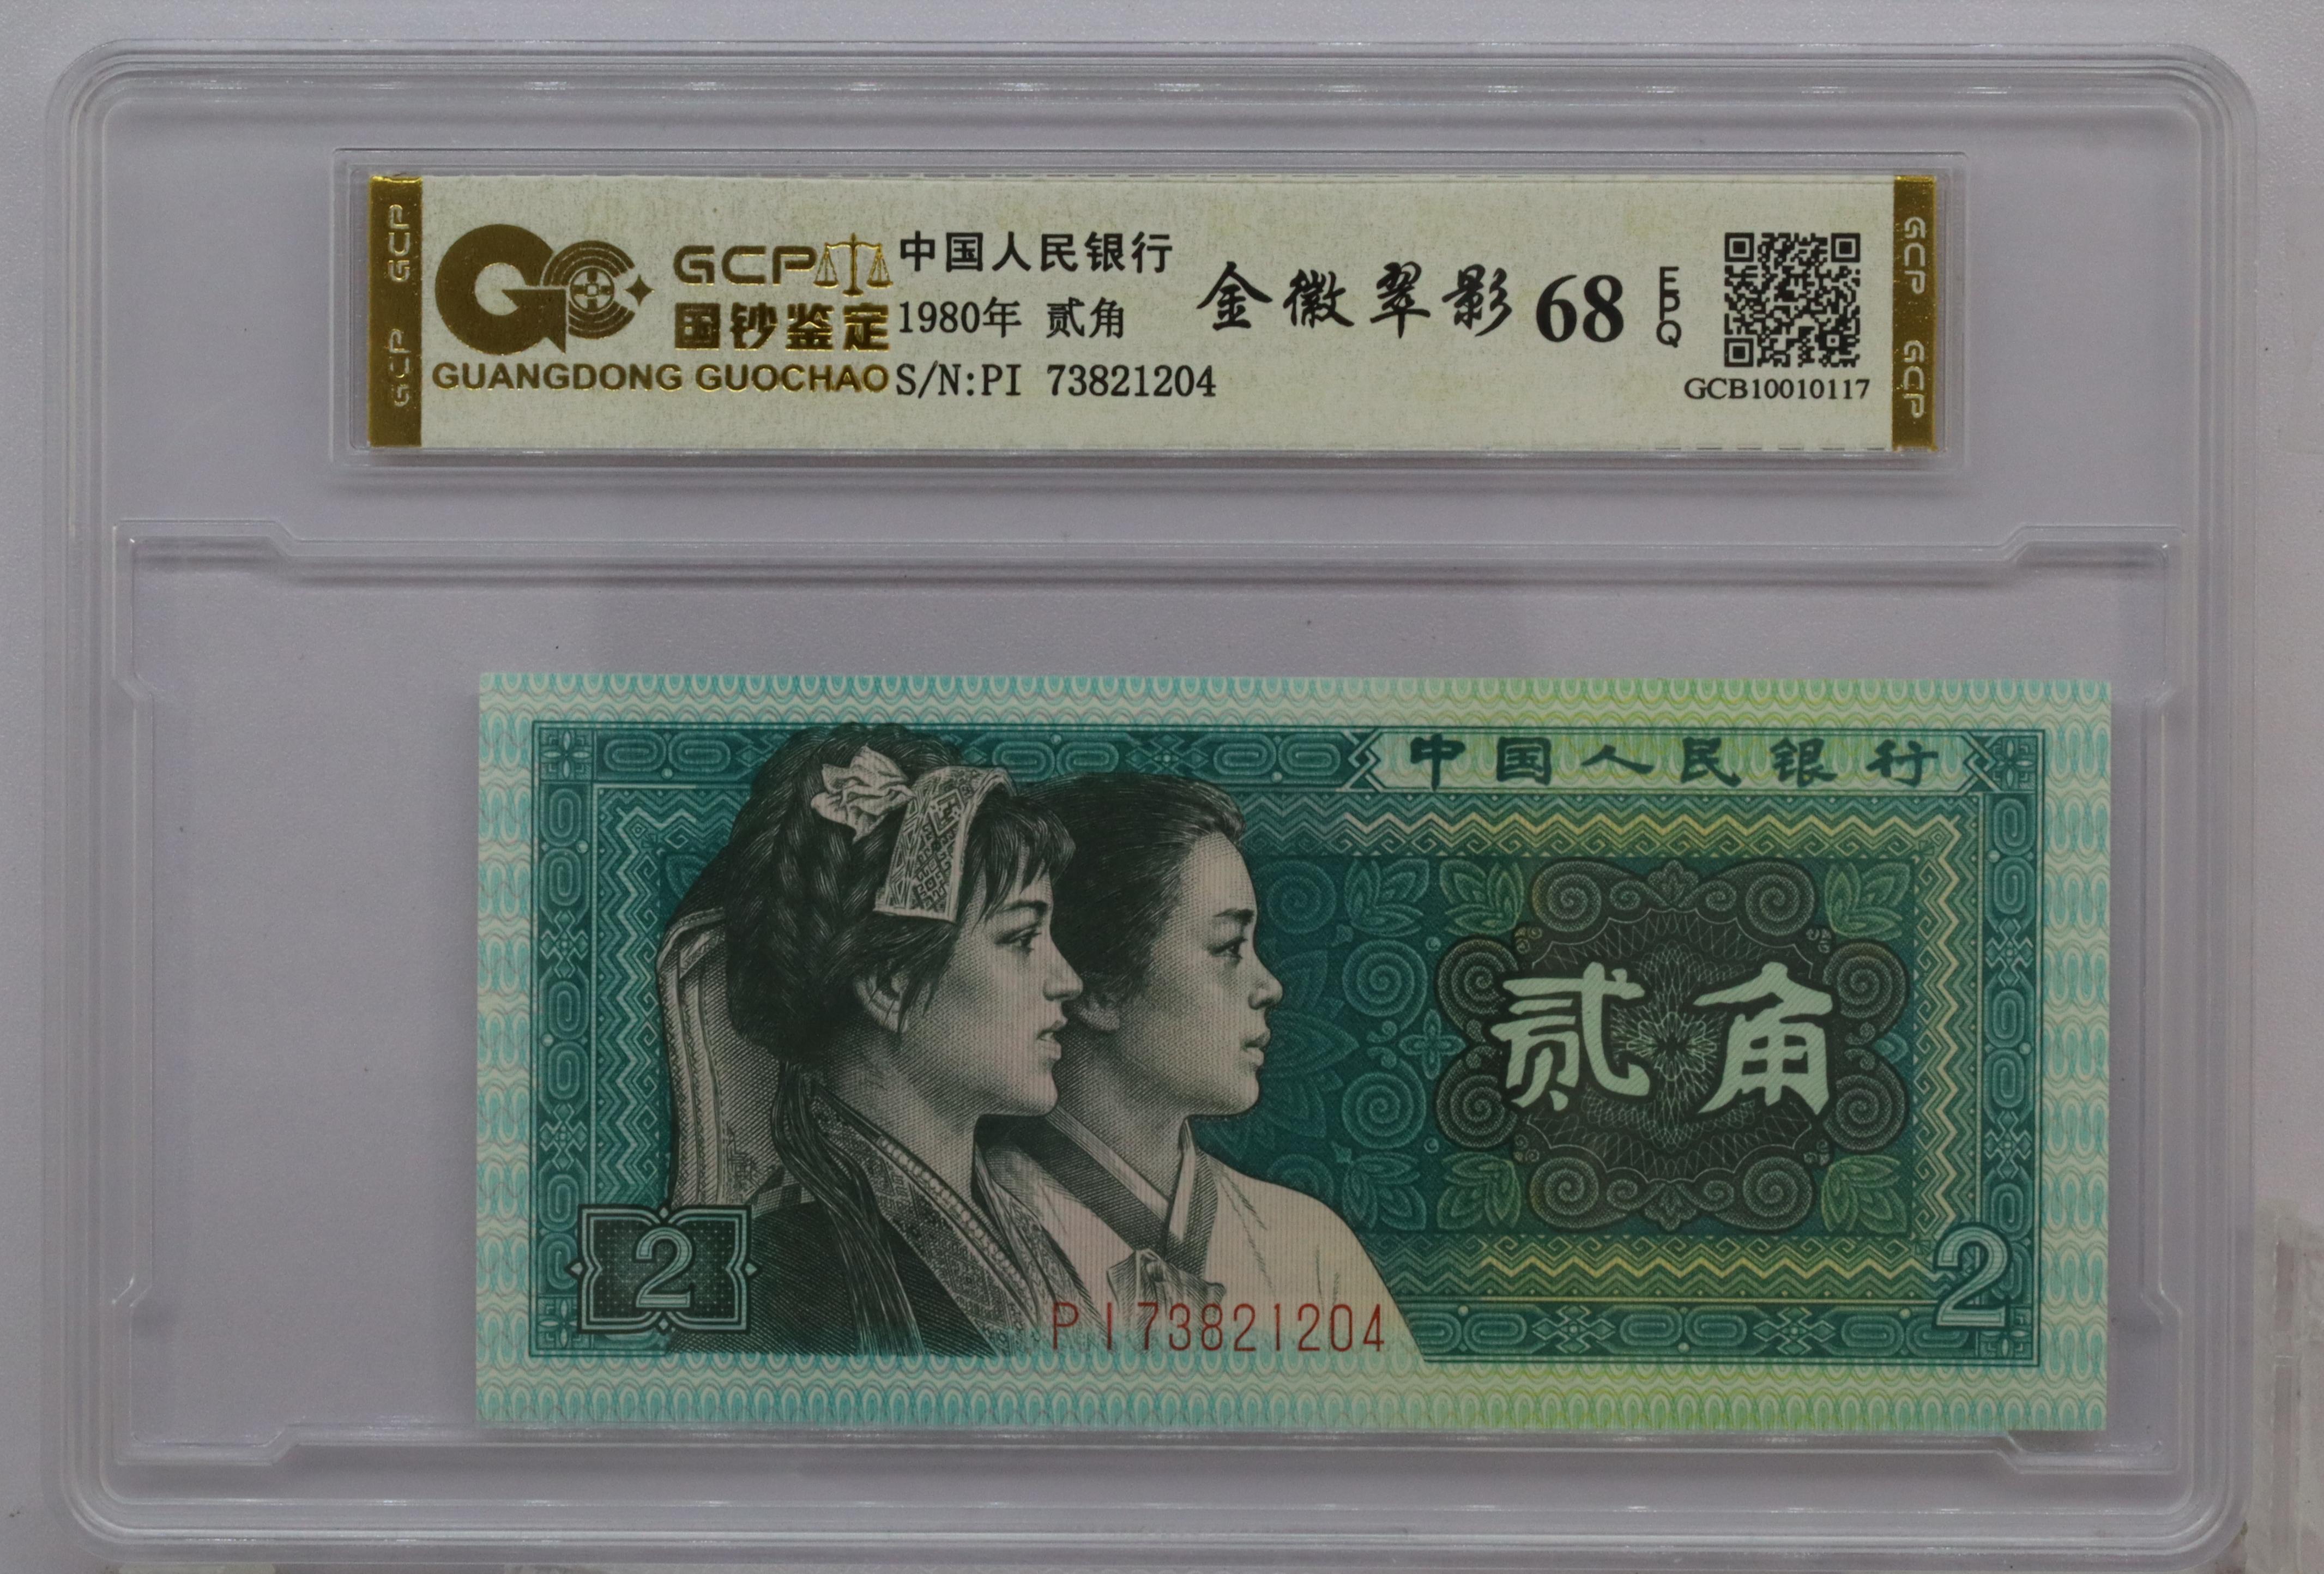 GCP
GCP
GCP
国钞鉴定
GUANGDONG GUOCHAO
中国人民银行
1980年 贰角
S/N:PI 73821204
金徽翠影 68 EPQ
GCB10010117
GCP
GCP
中国人民银行
贰角
2
2
PI73821204